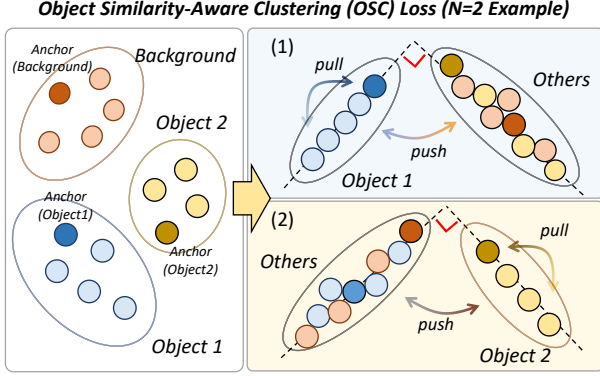 Object Similarity-Aware Clustering (OSC) Loss (N=2 Example)
Anchor
(Background)
Background
Object 2
Anchor
(Object1)
Anchor
(Object2)
Object 1
(1)
pull
Others
push
Object 1
(2)
Others
pull
push
Object 2